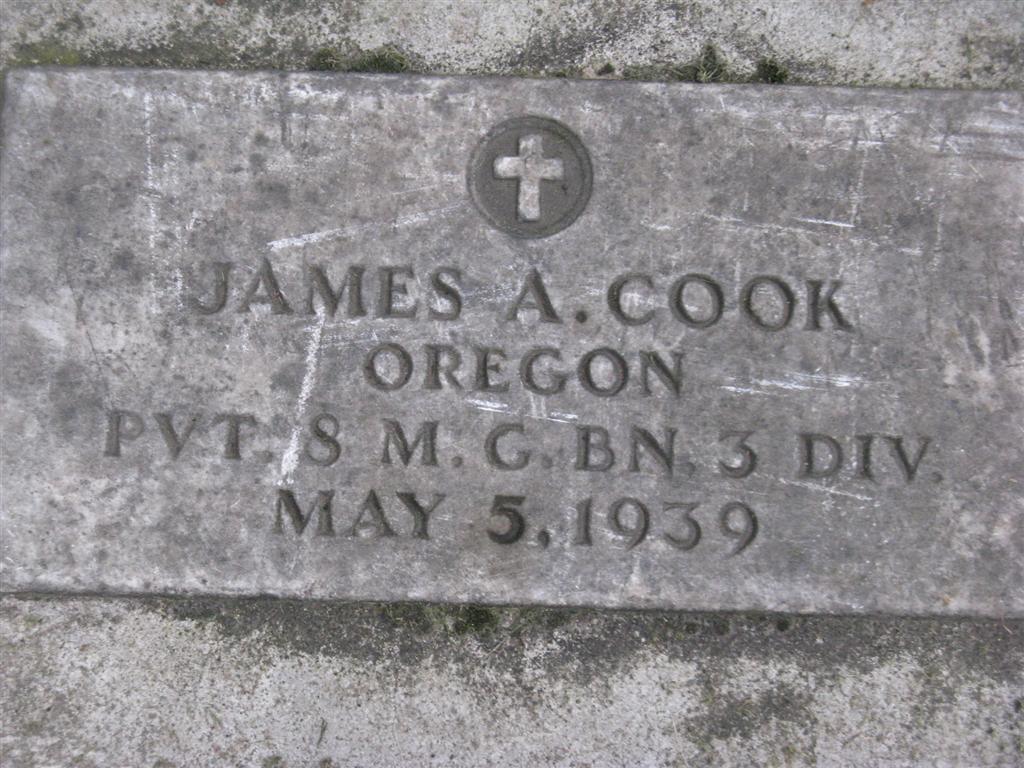 JAMES A. COOK
OREGON
PVT. 8 M. G. BN. 3 DIV.
MAY 5, 1939